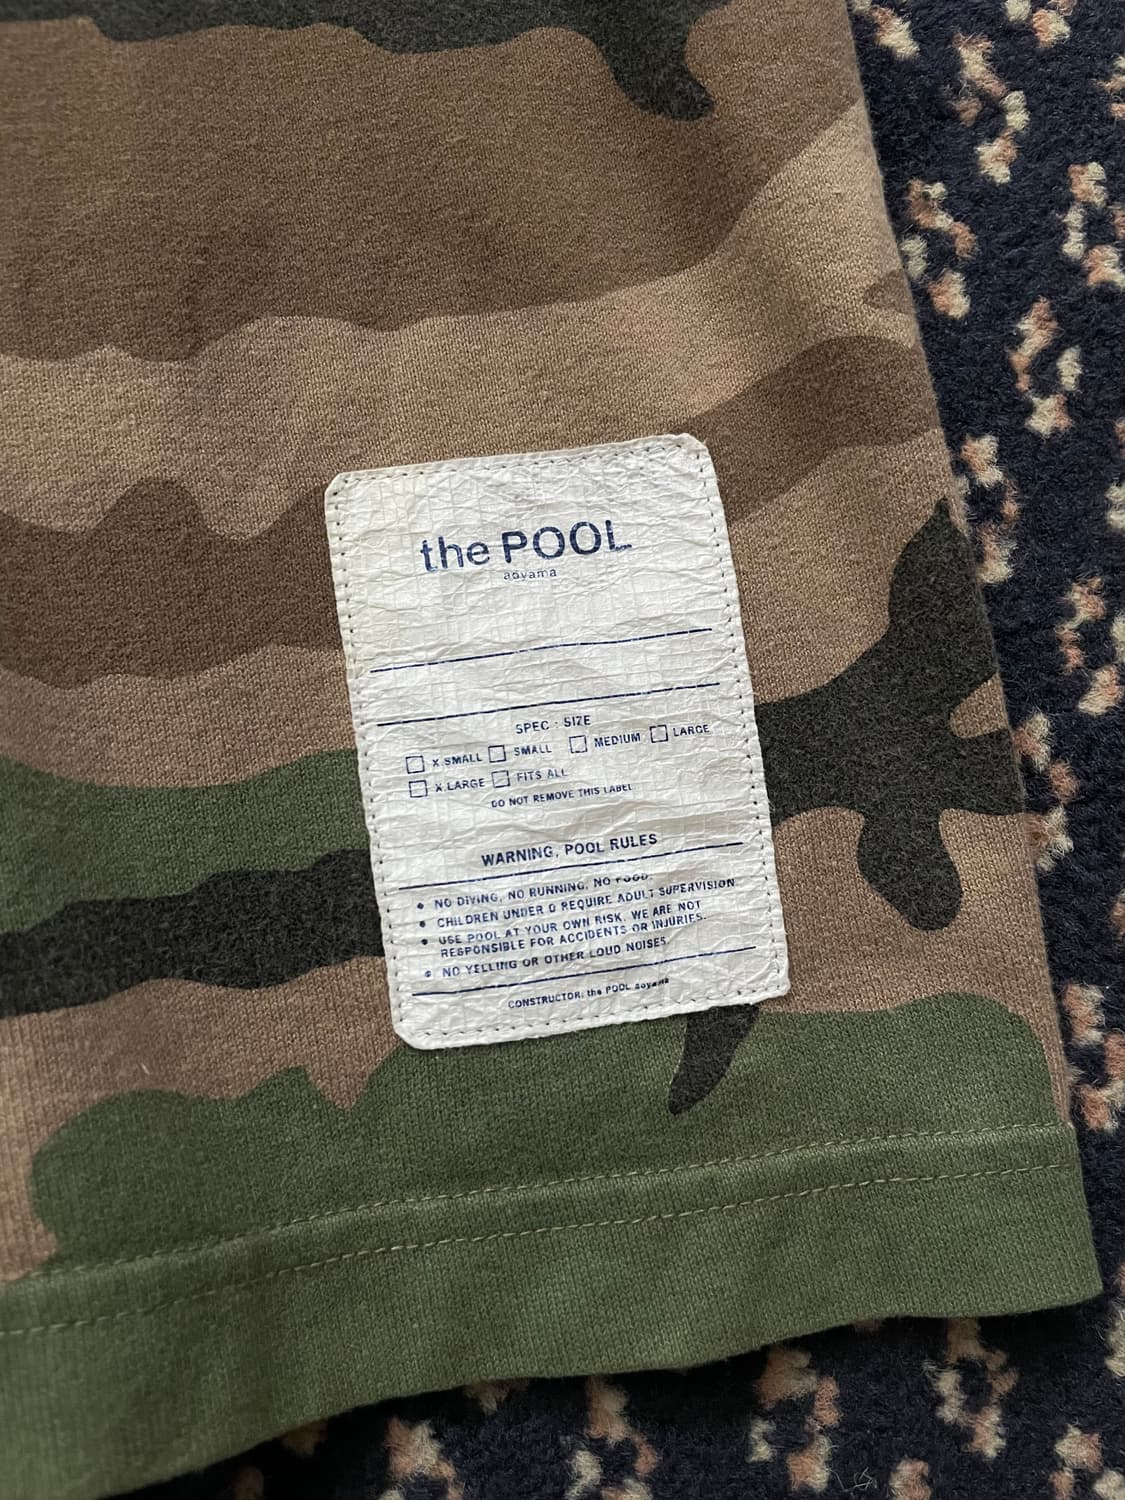 the POOL
aoyama
SPEC : SIZE
X SMALL SMALL MEDIUM LARGE
X LARGE FITS ALL
DO NOT REMOVE THIS LABEL
WARNING, POOL RULES
• NO DIVING, NO RUNNING, NO FOOD.
• CHILDREN UNDER 0 REQUIRE ADULT SUPERVISION
• USE POOL AT YOUR OWN RISK. WE ARE NOT
RESPONSIBLE FOR ACCIDENTS OR INJURIES.
• NO YELLING OR OTHER LOUD NOISES
CONSTRUCTOR: the POOL aoyama